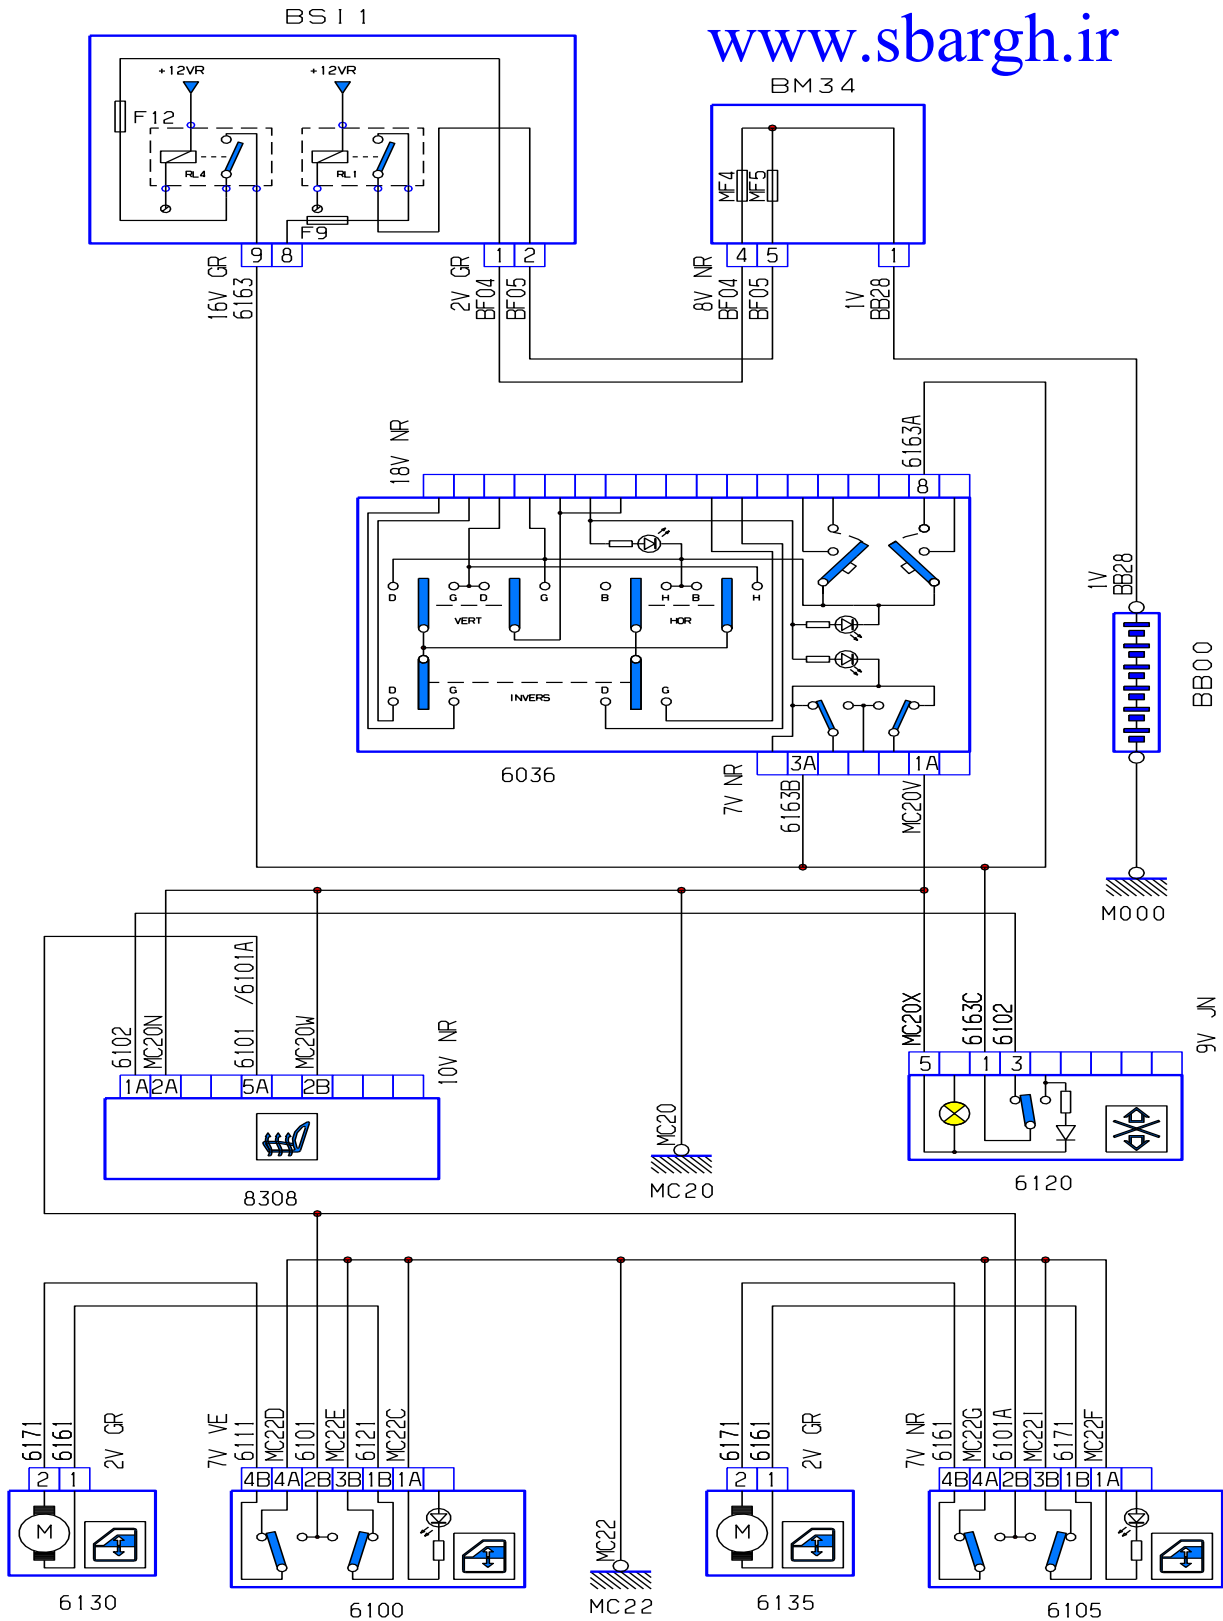 BSI1
www.sbargh.ir
BM34
+12VR
+12VR
F12
RL4
RL1
F9
MF4
MF5
9
8
1
2
4
5
1
16V GR
6163
2V GR
BF04
BF05
8V NR
BF04
BF05
1V
BB28
18V NR
6163A
8
D
G
D
G
B
H
B
H
VERT
HOR
D
G
INVERS
D
G
1V
BB28
BB00
6036
7V NR
3A
1A
6163B
MC20V
M000
6102
MC20N
6101 /6101A
MC20W
10V NR
1A
2A
5A
2B
8308
MC20
MC20
MC20X
6163C
6102
9V JN
5
1
3
6120
6171
6161
2V GR
2
1
M
6130
7V VE
6111
MC22D
6101
MC22E
6121
MC22C
4B
4A
2B
3B
1B
1A
6100
MC22
MC22
6171
6161
2V GR
2
1
M
6135
7V NR
6161
MC22G
6101A
MC22I
6171
MC22F
4B
4A
2B
3B
1B
1A
6105